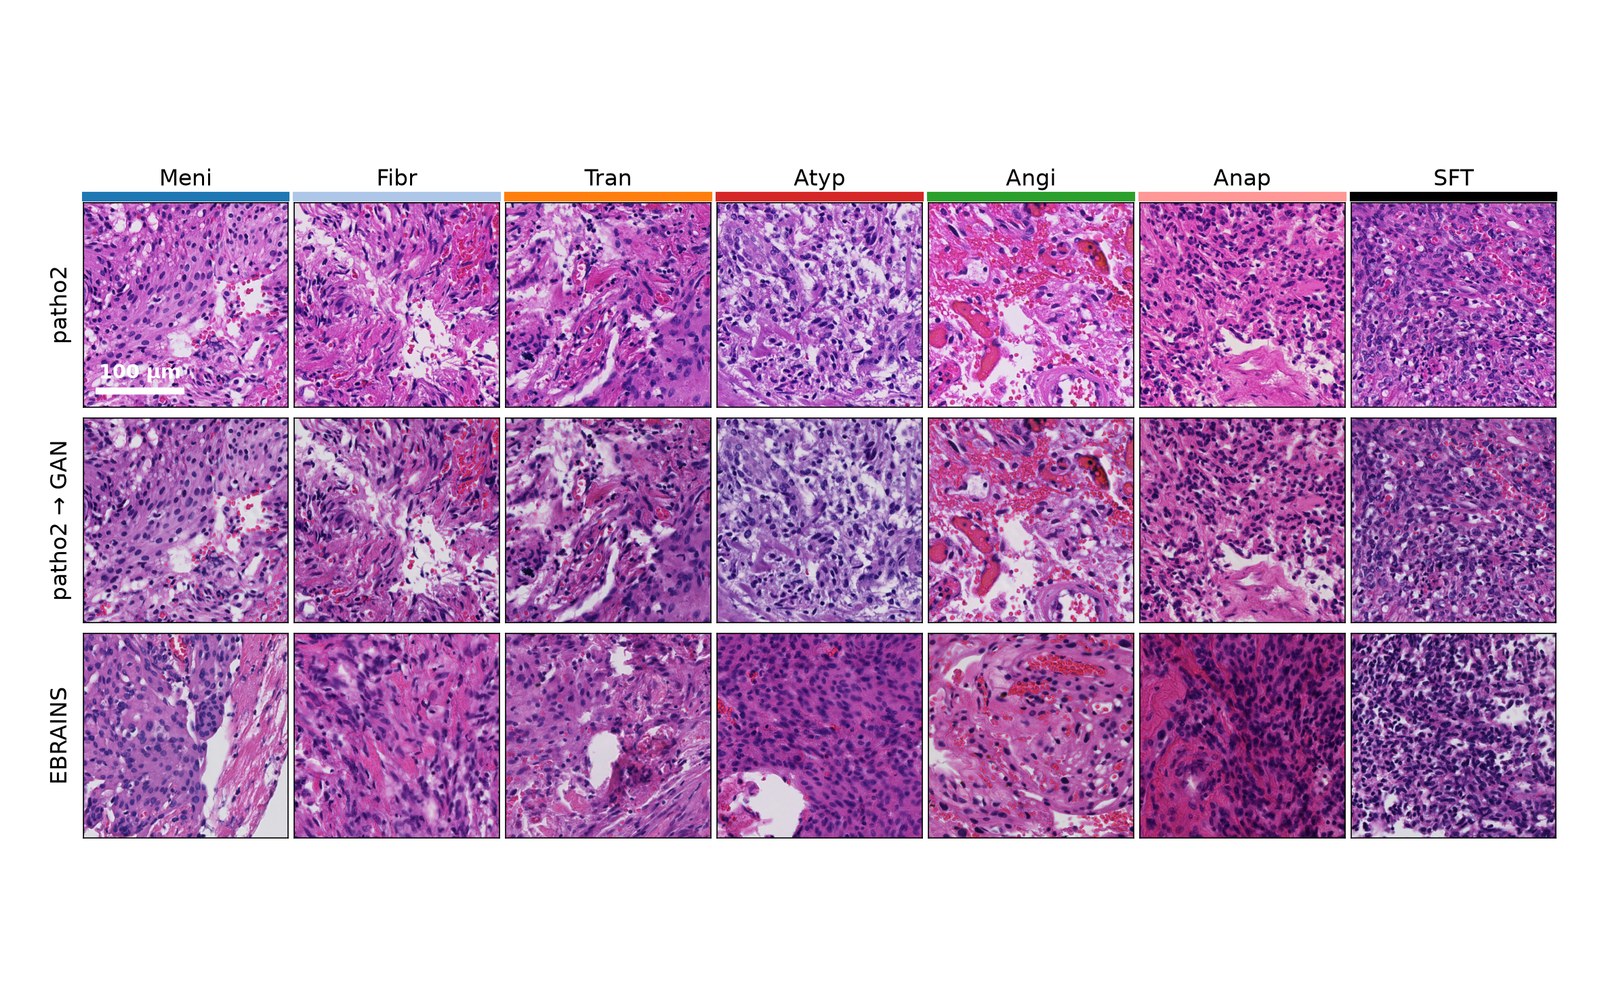 Meni Fibr Tran Atyp Angi Anap SFT
patho2
100 µm
patho2 → GAN
EBRAINS